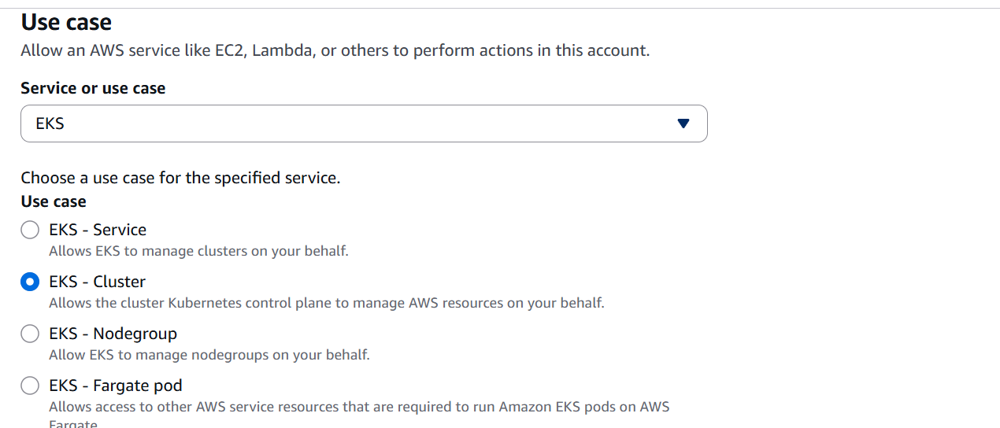 Use case
Allow an AWS service like EC2, Lambda, or others to perform actions in this account.
Service or use case
EKS
Choose a use case for the specified service.
Use case
EKS - Service
Allows EKS to manage clusters on your behalf.
EKS - Cluster
Allows the cluster Kubernetes control plane to manage AWS resources on your behalf.
EKS - Nodegroup
Allow EKS to manage nodegroups on your behalf.
EKS - Fargate pod
Allows access to other AWS service resources that are required to run Amazon EKS pods on AWS
Fargate